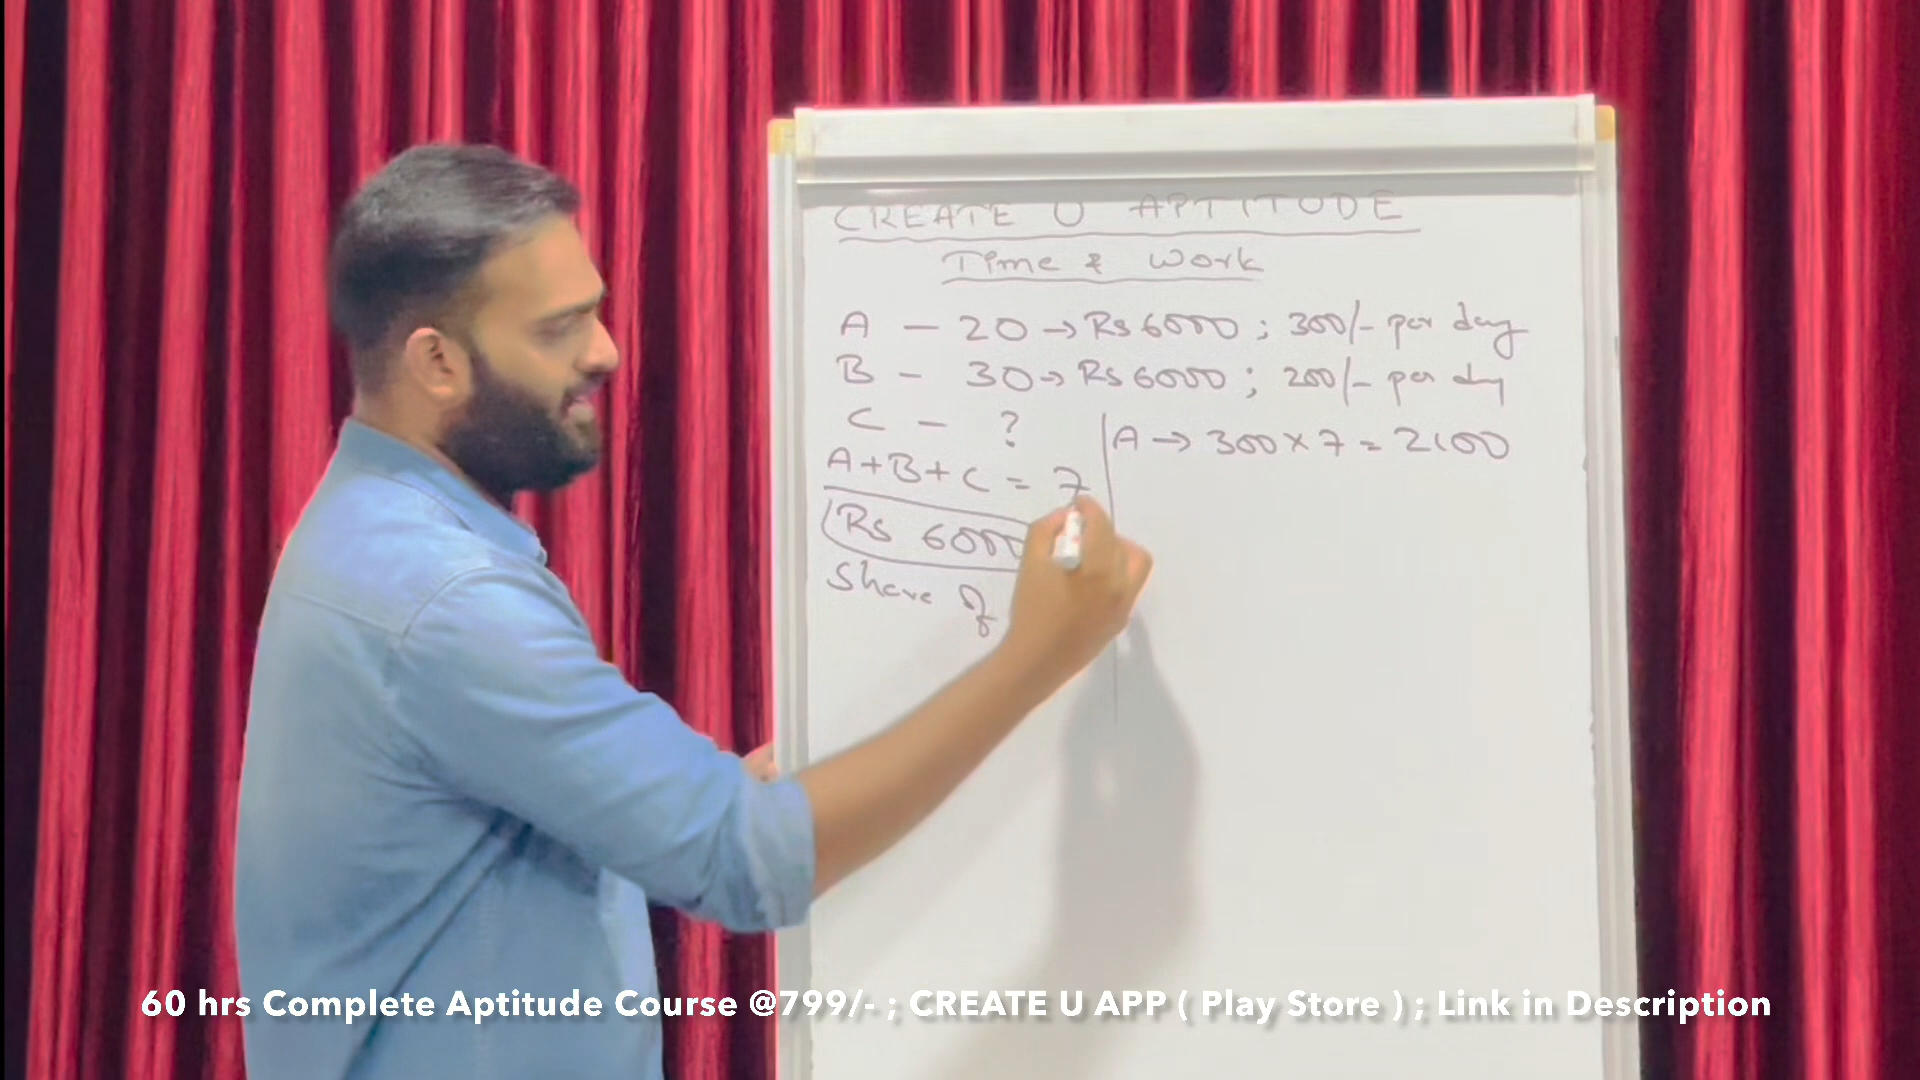 CREATE U APTITUDE
Time & Work
A – 20 → Rs 6000 ; 300/- per day
B – 30 → Rs 6000 ; 200/- per day
C – ?
A → 300 × 7 = 2100
A + B + C = 7
Rs 6000
Share of
60 hrs Complete Aptitude Course @799/- ; CREATE U APP ( Play Store ) ; Link in Description